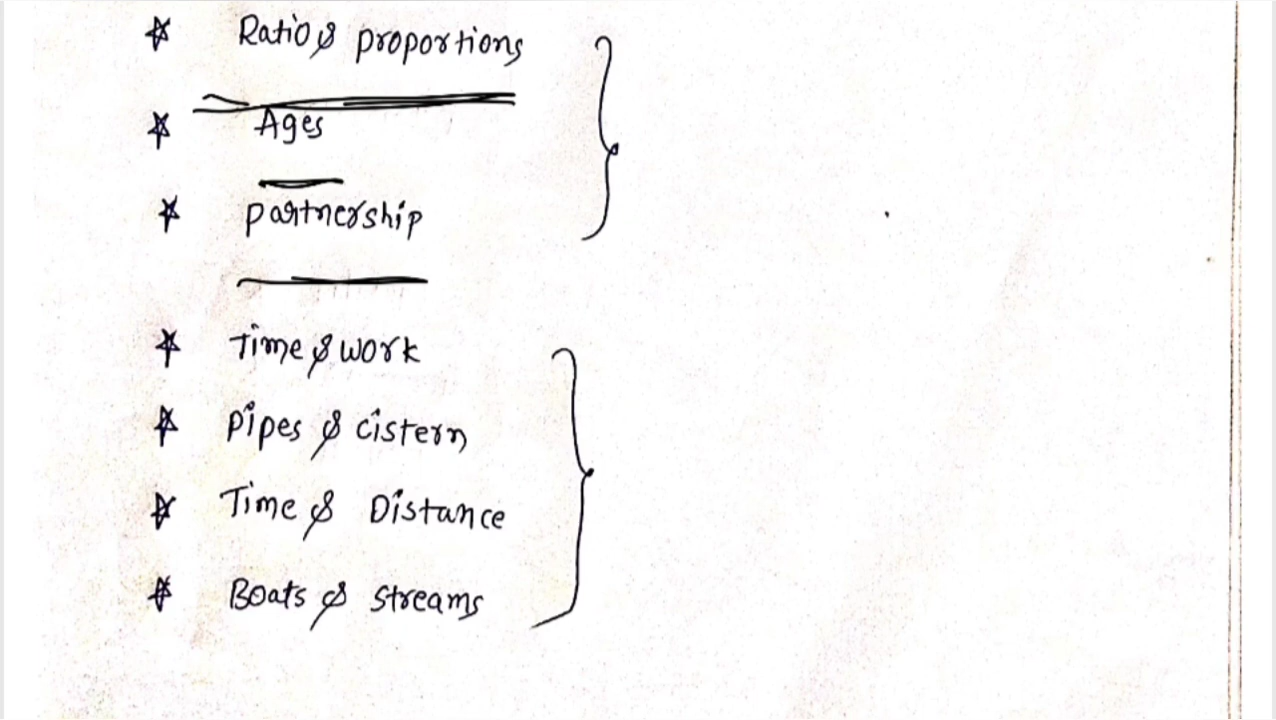 ☆ Ratio & proportions
☆ Ages
☆ partnership
☆ Time & work
☆ Pipes & cistern
☆ Time & Distance
☆ Boats & streams